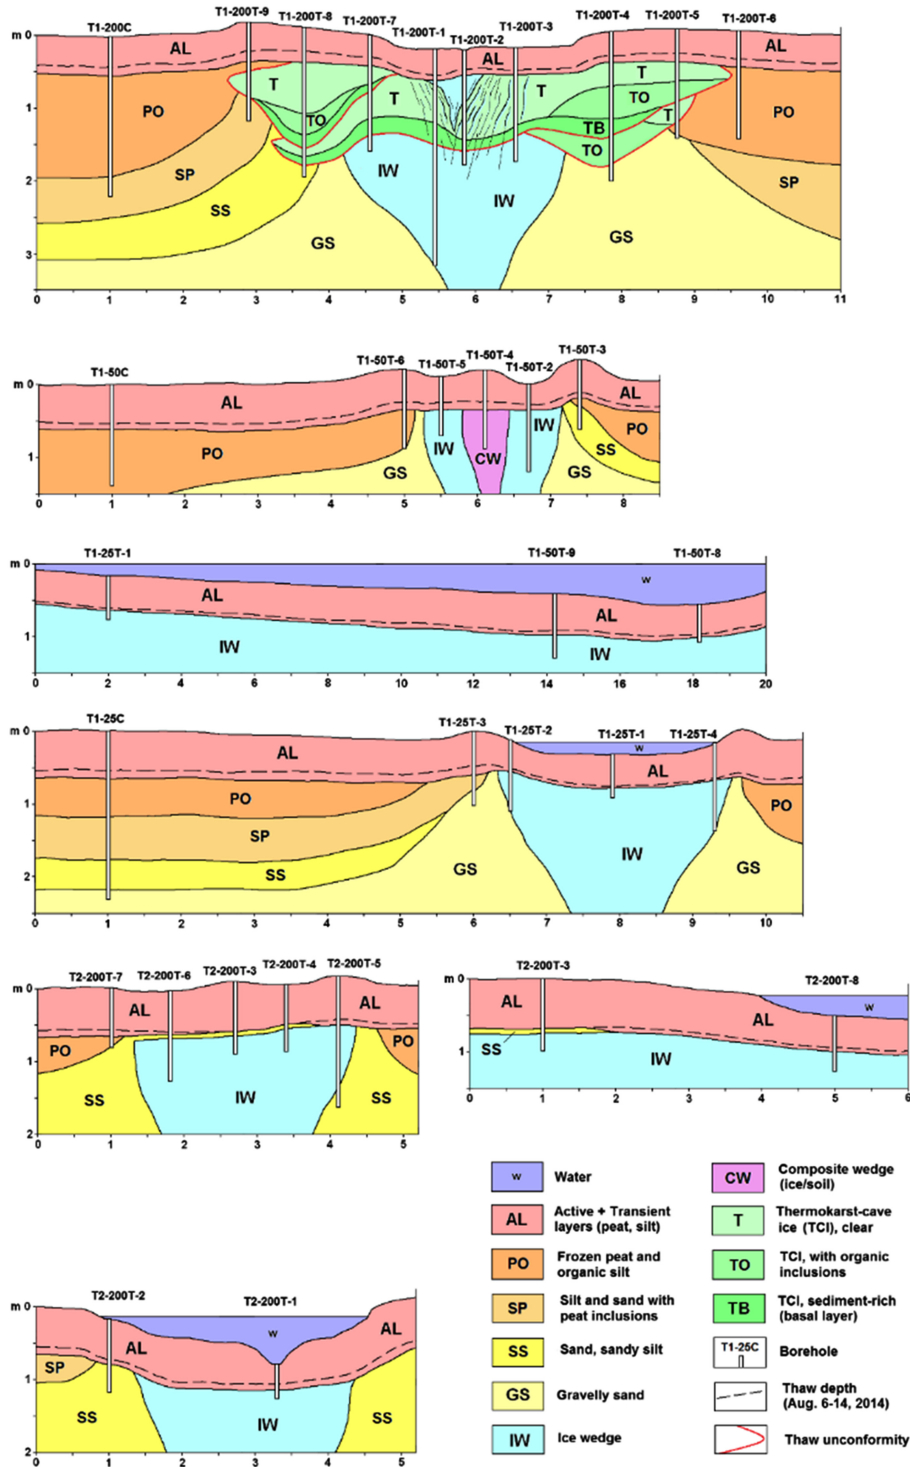 T1-200C T1-200T-9 T1-200T-8 T1-200T-7 T1-200T-1 T1-200T-2 T1-200T-3 T1-200T-4 T1-200T-5 T1-200T-6
m 0 AL AL AL
T T T T
PO TO TO PO
1 T
TB
TO
SP IW SP
2 SS IW
GS GS
3
0 1 2 3 4 5 6 7 8 9 10 11
T1-50C T1-50T-6 T1-50T-5 T1-50T-4 T1-50T-2 T1-50T-3
m 0 AL AL
PO IW CW IW PO
1 GS GS SS
0 1 2 3 4 5 6 7 8
T1-25T-1 T1-50T-9 T1-50T-8
m 0 W
AL AL
1 IW IW
0 2 4 6 8 10 12 14 16 18 20
T1-25C T1-25T-3 T1-25T-2 T1-25T-1 T1-25T-4
m 0 W
AL AL
PO PO
1
SP IW
SS GS GS
2
0 1 2 3 4 5 6 7 8 9 10
T2-200T-7 T2-200T-6 T2-200T-3 T2-200T-4 T2-200T-5
m 0 AL AL
PO PO
1
SS IW SS
2
0 1 2 3 4 5
T2-200T-3 T2-200T-8
m 0 AL W
AL
SS
1 IW
0 1 2 3 4 5 6
T2-200T-2 T2-200T-1
m 0 W AL
AL
SP
1
SS IW SS
2
0 1 2 3 4 5
W Water
AL Active + Transient
layers (peat, silt)
PO Frozen peat and
organic silt
SP Silt and sand with
peat inclusions
SS Sand, sandy silt
GS Gravelly sand
IW Ice wedge
CW Composite wedge
(ice/soil)
T Thermokarst-cave
ice (TCI), clear
TO TCI, with organic
inclusions
TB TCI, sediment-rich
(basal layer)
T1-25C Borehole
Thaw depth
(Aug. 6-14, 2014)
Thaw unconformity